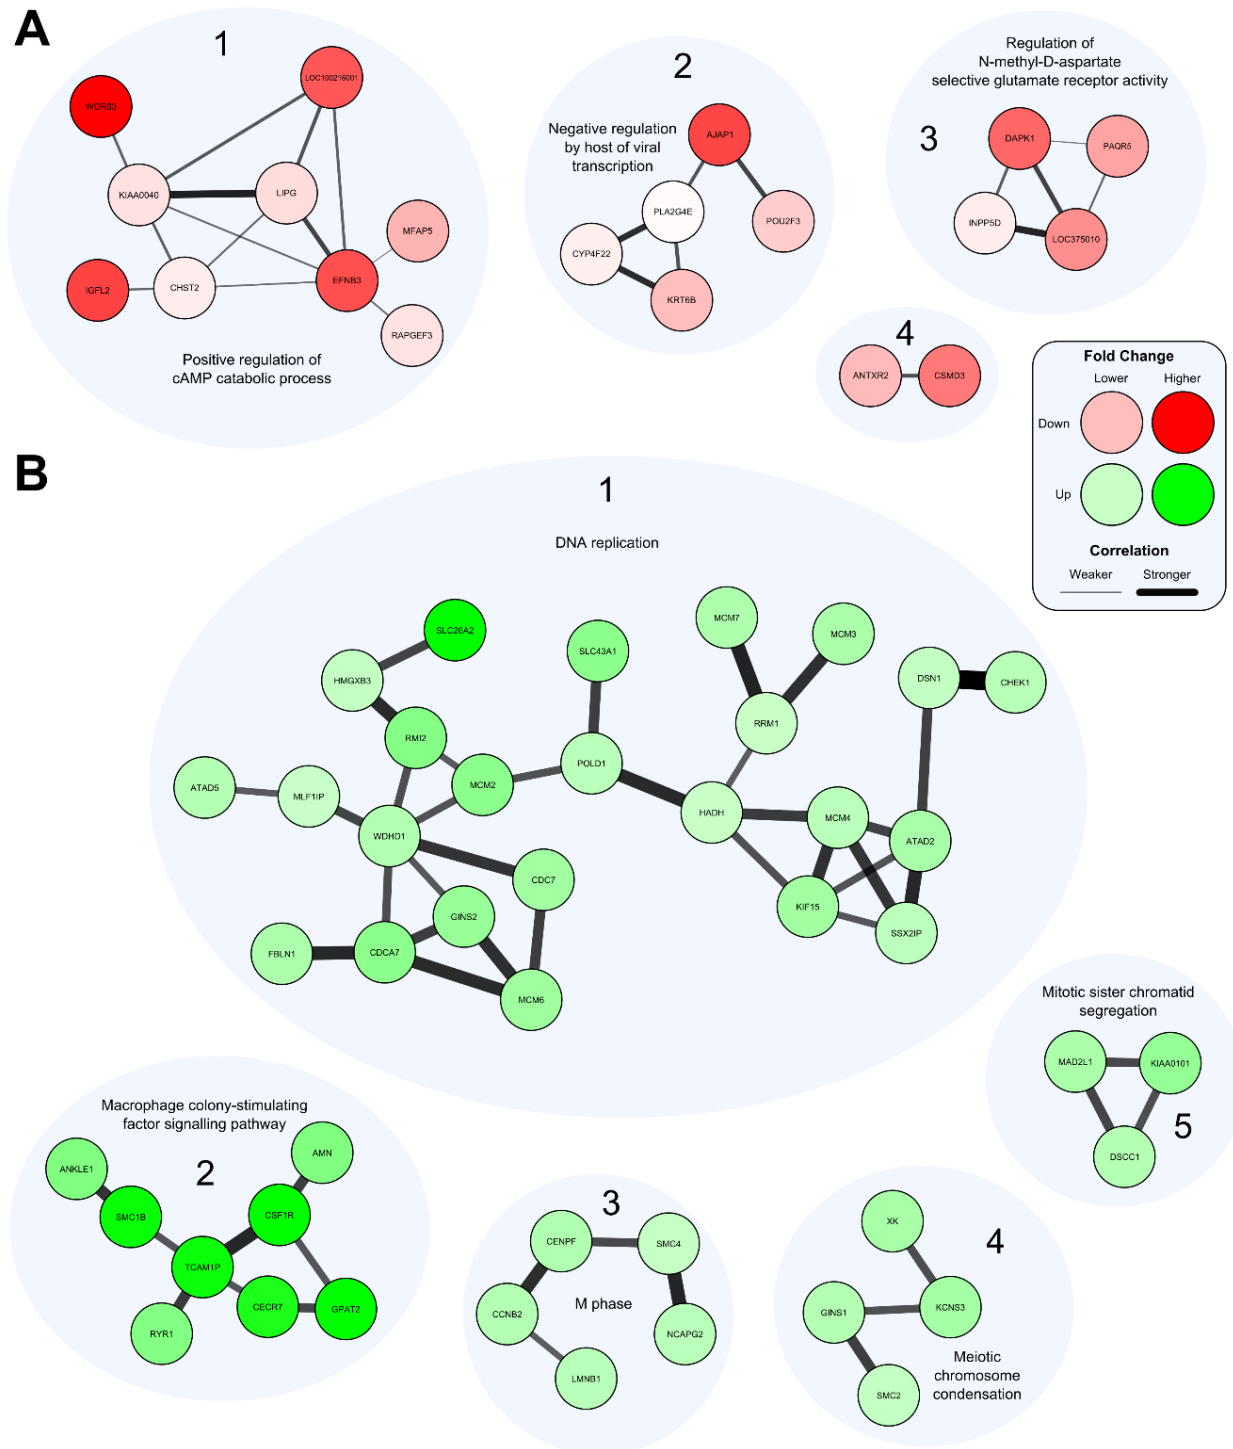 A
1
LOC100216001
WDR63
KIAA0040
LIPG
MFAP5
IGFL2
CHST2
EFNB3
RAPGEF3
Positive regulation of
cAMP catabolic process
2
Negative regulation
by host of viral
transcription
AJAP1
PLA2G4E
POU2F3
CYP4F22
KRT6B
Regulation of
N-methyl-D-aspartate
selective glutamate receptor activity
3
DAPK1
PAQR5
INPP5D
LOC375010
4
ANTXR2
CSMD3
Fold Change
Lower
Higher
Down
Up
Correlation
Weaker
Stronger
B
1
DNA replication
SLC26A2
HMGXB3
SLC43A1
MCM7
MCM3
DSN1
CHEK1
RMI2
RRM1
MCM2
POLD1
ATAD5
MLF1IP
HADH
MCM4
WDHD1
ATAD2
CDC7
KIF15
GINS2
SSX2IP
FBLN1
CDCA7
MCM6
Macrophage colony-stimulating
factor signalling pathway
2
ANKLE1
AMN
SMC1B
CSF1R
TCAM1P
CECR7
GPAT2
RYR1
3
CENPF
SMC4
M phase
CCNB2
NCAPG2
LMNB1
4
XK
GINS1
KCNS3
SMC2
Meiotic
chromosome
condensation
Mitotic sister chromatid
segregation
MAD2L1
KIAA0101
5
DSCC1